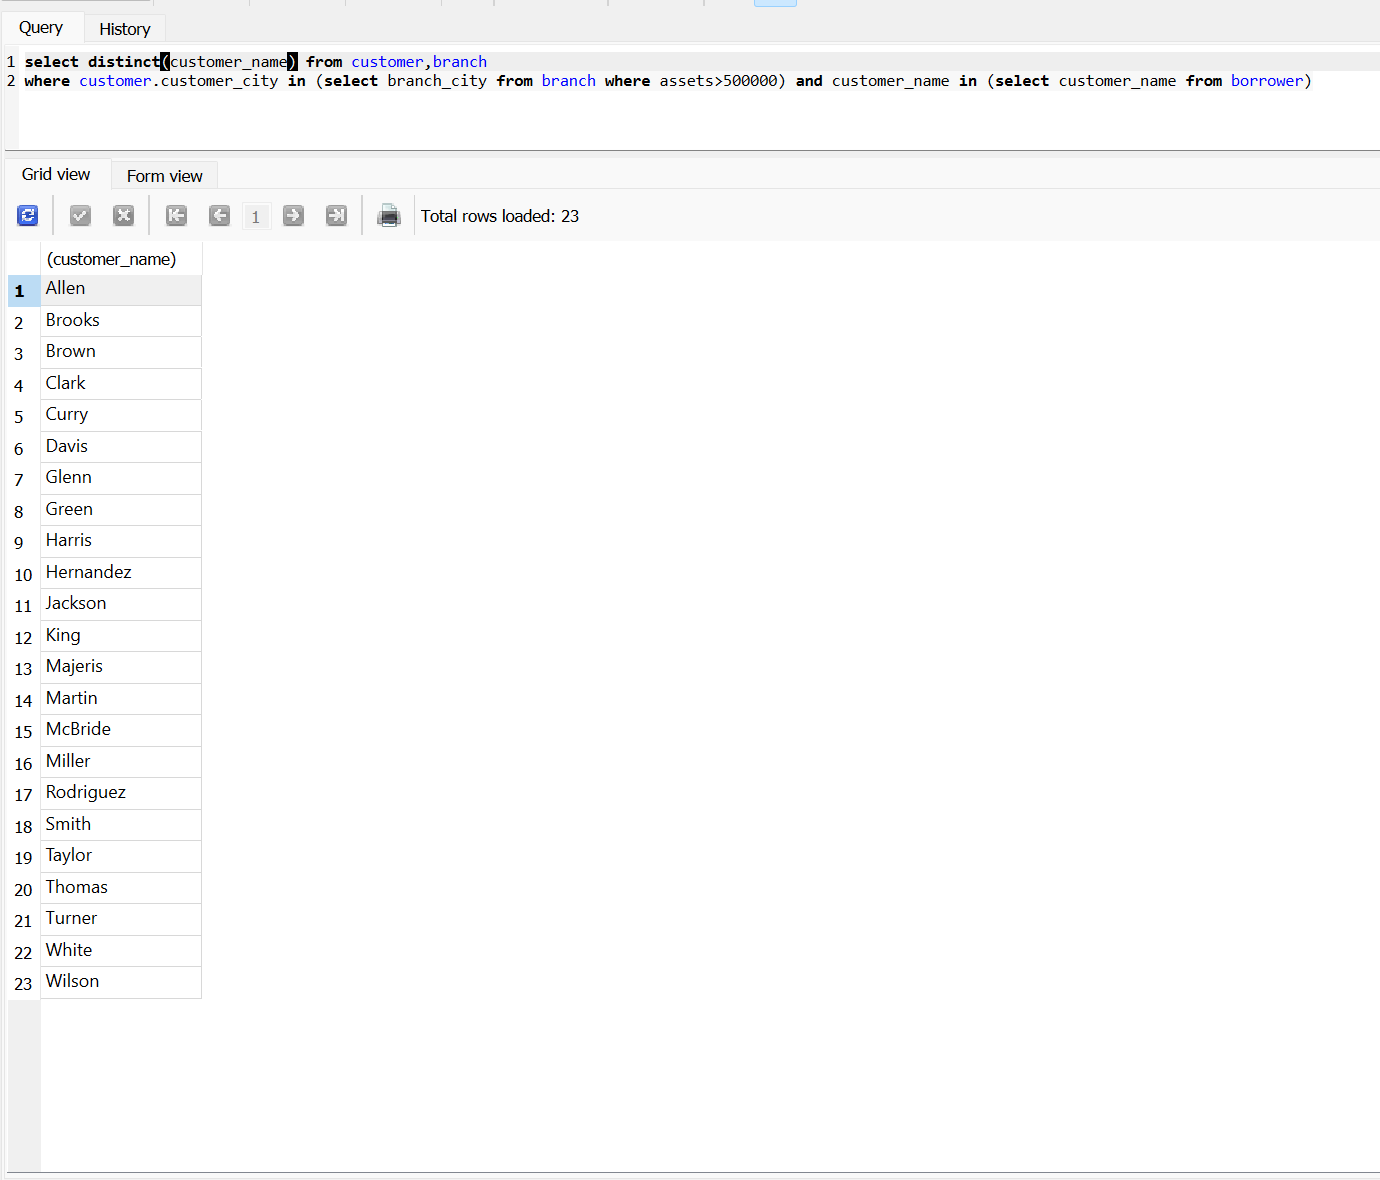 Query History
1 select distinct(customer_name) from customer,branch
2 where customer.customer_city in (select branch_city from branch where assets>500000) and customer_name in (select customer_name from borrower)
Grid view Form view
1 Total rows loaded: 23
(customer_name)
1 Allen
2 Brooks
3 Brown
4 Clark
5 Curry
6 Davis
7 Glenn
8 Green
9 Harris
10 Hernandez
11 Jackson
12 King
13 Majeris
14 Martin
15 McBride
16 Miller
17 Rodriguez
18 Smith
19 Taylor
20 Thomas
21 Turner
22 White
23 Wilson